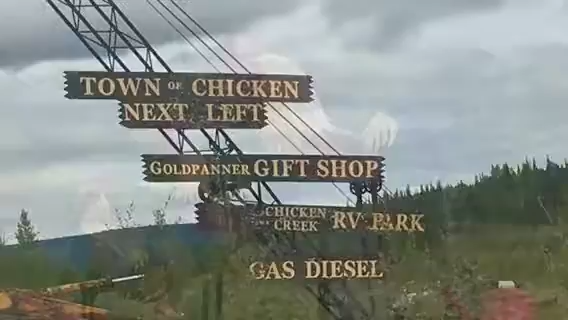 TOWN OF CHICKEN
NEXT LEFT
GOLDPANNER GIFT SHOP
CHICKEN CREEK RV PARK
GAS DIESEL